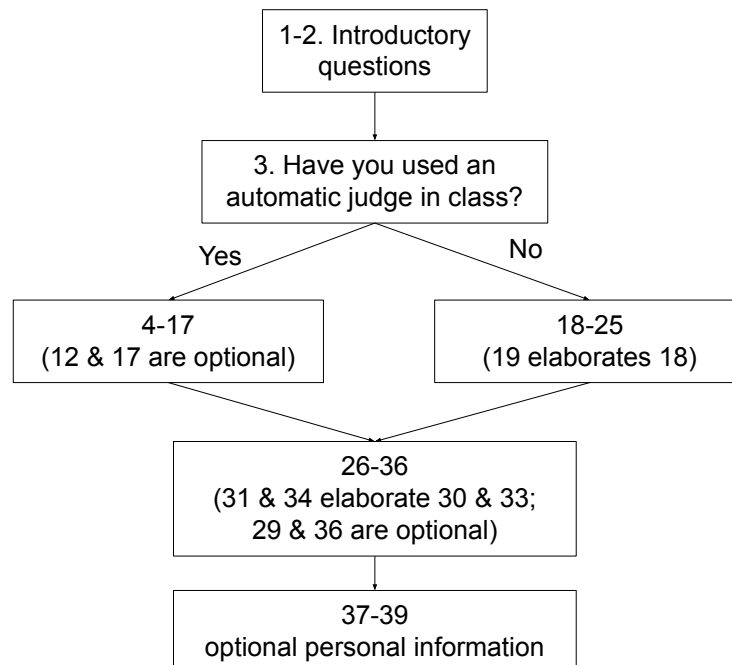 1-2. Introductory
questions
3. Have you used an
automatic judge in class?
Yes
No
4-17
(12 & 17 are optional)
18-25
(19 elaborates 18)
26-36
(31 & 34 elaborate 30 & 33;
29 & 36 are optional)
37-39
optional personal information